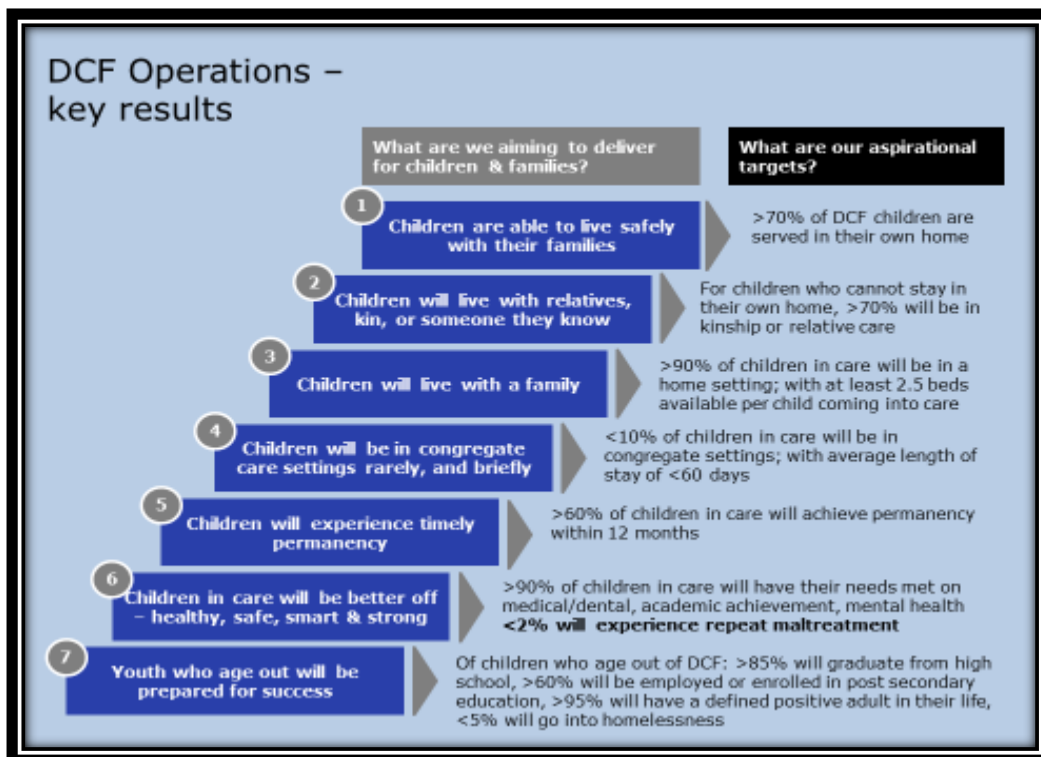 DCF Operations –
key results
What are we aiming to deliver
for children & families?
What are our aspirational
targets?
1
Children are able to live safely
with their families
>70% of DCF children are
served in their own home
2
Children will live with relatives,
kin, or someone they know
For children who cannot stay in
their own home, >70% will be in
kinship or relative care
3
Children will live with a family
>90% of children in care will be in a
home setting; with at least 2.5 beds
available per child coming into care
4
Children will be in congregate
care settings rarely, and briefly
<10% of children in care will be in
congregate settings; with average length of
stay of <60 days
5
Children will experience timely
permanency
>60% of children in care will achieve permanency
within 12 months
6
Children in care will be better off
– healthy, safe, smart & strong
>90% of children in care will have their needs met on
medical/dental, academic achievement, mental health
<2% will experience repeat maltreatment
7
Youth who age out will be
prepared for success
Of children who age out of DCF: >85% will graduate from high
school, >60% will be employed or enrolled in post secondary
education, >95% will have a defined positive adult in their life,
<5% will go into homelessness